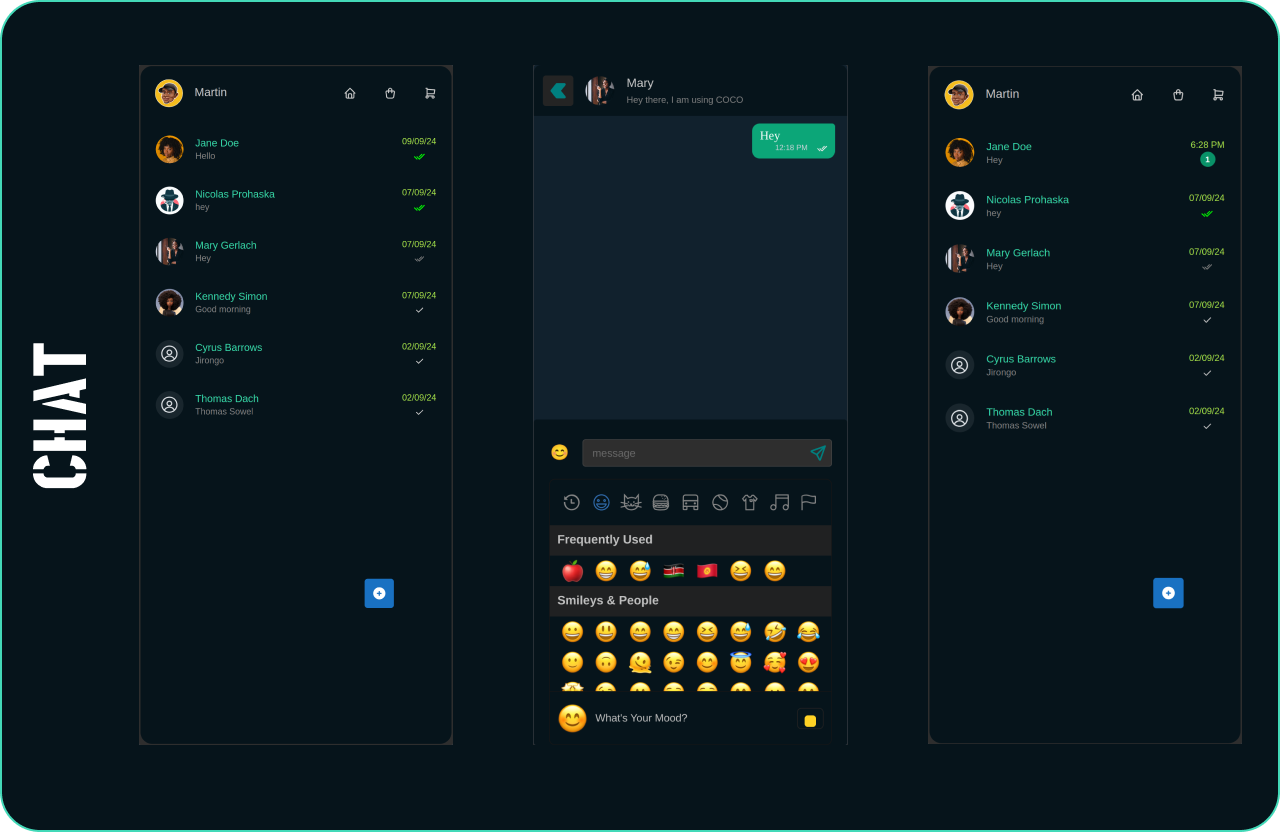 CHAT
Martin
Jane Doe
09/09/24
Hello
Nicolas Prohaska
07/09/24
hey
Mary Gerlach
07/09/24
Hey
Kennedy Simon
07/09/24
Good morning
Cyrus Barrows
02/09/24
Jirongo
Thomas Dach
02/09/24
Thomas Sowel
Mary
Hey there, I am using COCO
Hey
12:18 PM
message
Frequently Used
Smileys & People
What's Your Mood?
Martin
Jane Doe
6:28 PM
Hey
1
Nicolas Prohaska
07/09/24
hey
Mary Gerlach
07/09/24
Hey
Kennedy Simon
07/09/24
Good morning
Cyrus Barrows
02/09/24
Jirongo
Thomas Dach
02/09/24
Thomas Sowel